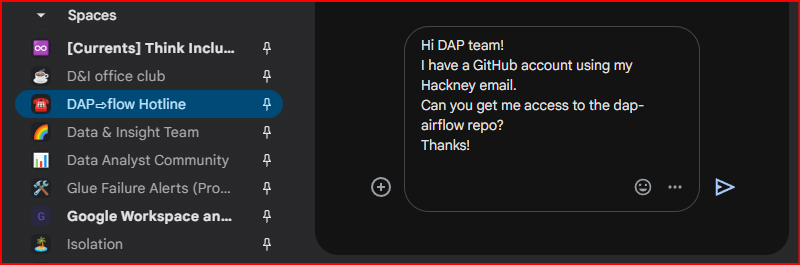 Spaces
[Currents] Think Inclu...
D&I office club
DAP⇨flow Hotline
Data & Insight Team
Data Analyst Community
Glue Failure Alerts (Pro...
G
Google Workspace an...
Isolation
Hi DAP team!
I have a GitHub account using my
Hackney email.
Can you get me access to the dap-
airflow repo?
Thanks!